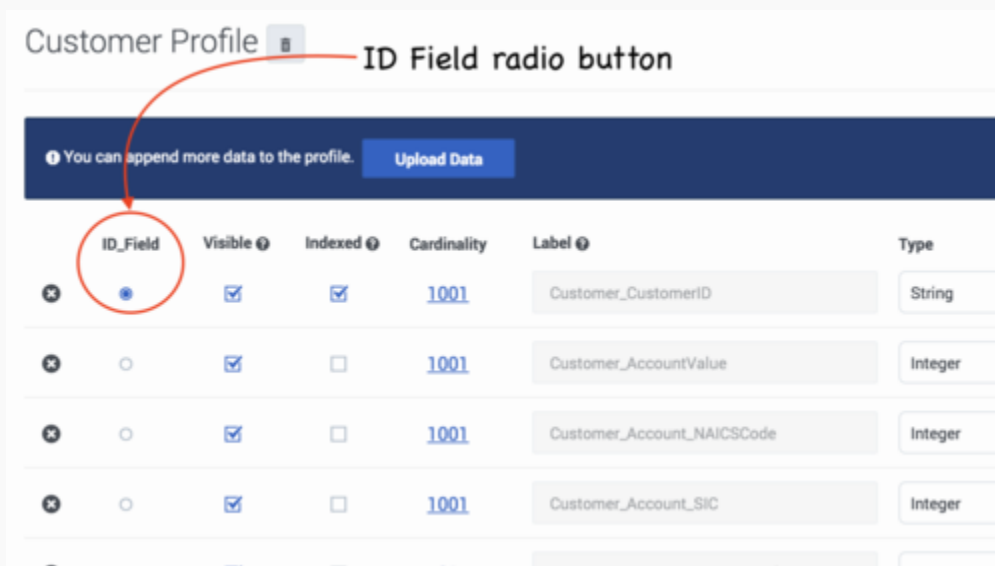 Customer Profile
ID Field radio button
You can append more data to the profile. Upload Data
ID_Field Visible Indexed Cardinality Label Type
1001 Customer_CustomerID String
1001 Customer_AccountValue Integer
1001 Customer_Account_NAICSCode Integer
1001 Customer_Account_SIC Integer